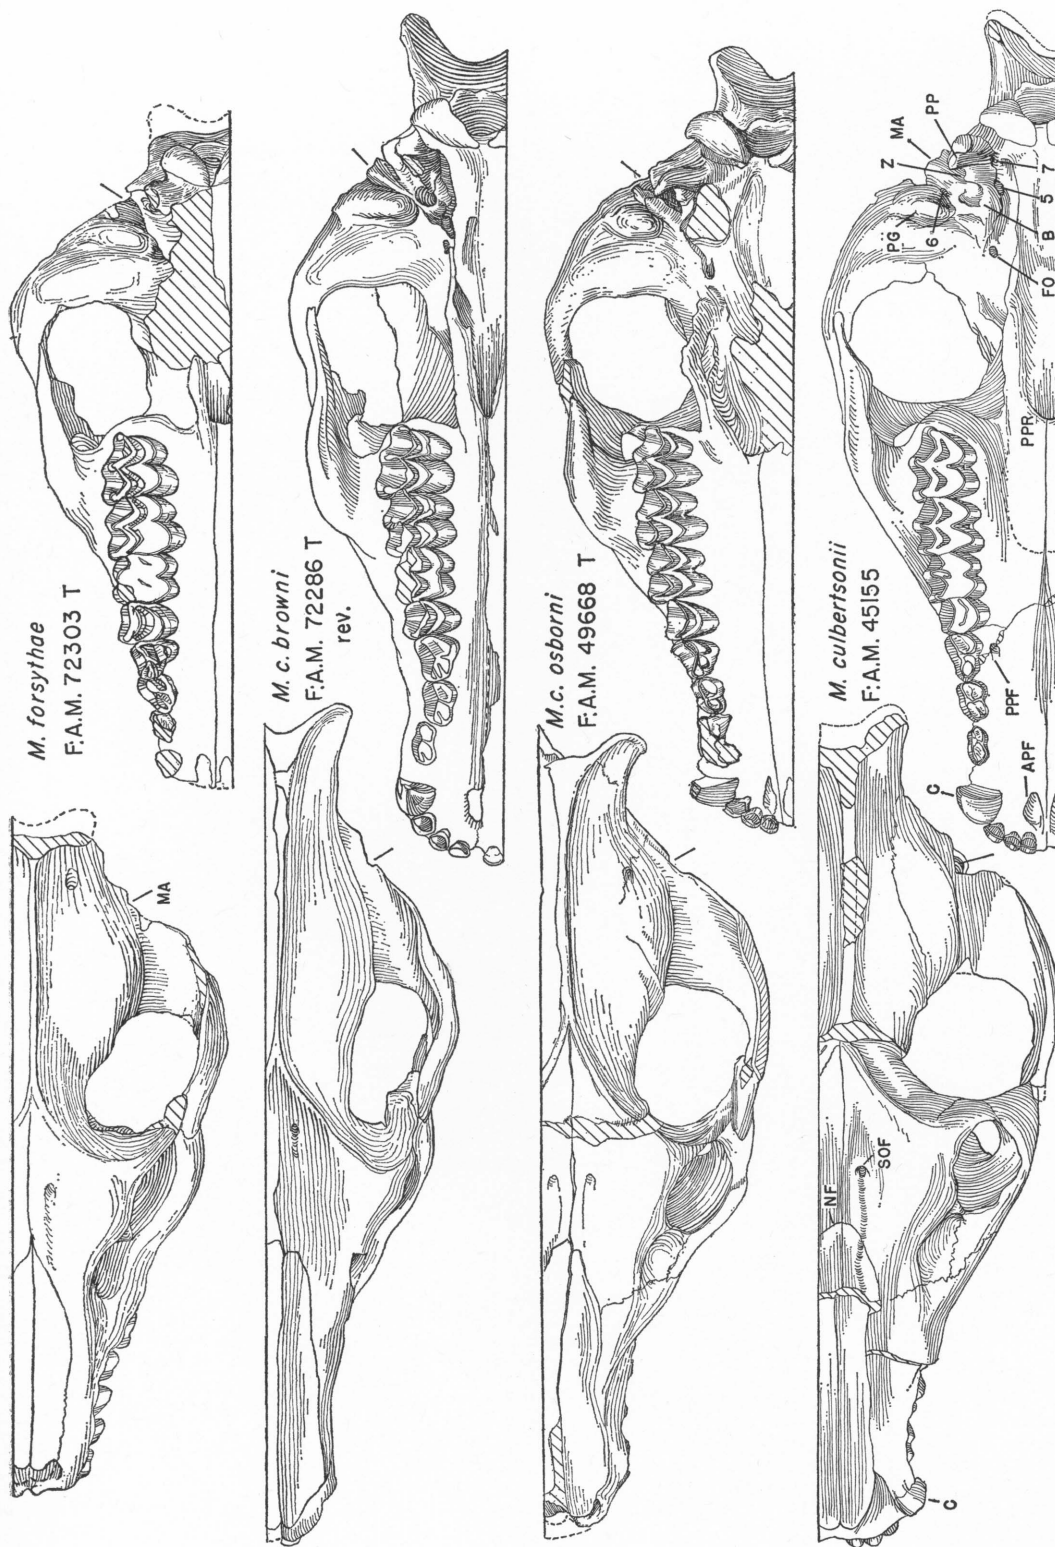 M. forsythae
F.A.M. 72303 T
MA
M. c. browni
F.A.M. 72286 T
rev.
M.c. osborni
F.A.M. 49668 T
M. culbertsonii
F.A.M. 45155
PP
MA
Z
PG
6
7
5
B
FO
PPR
PPF
APF
C
NF
SOF
C